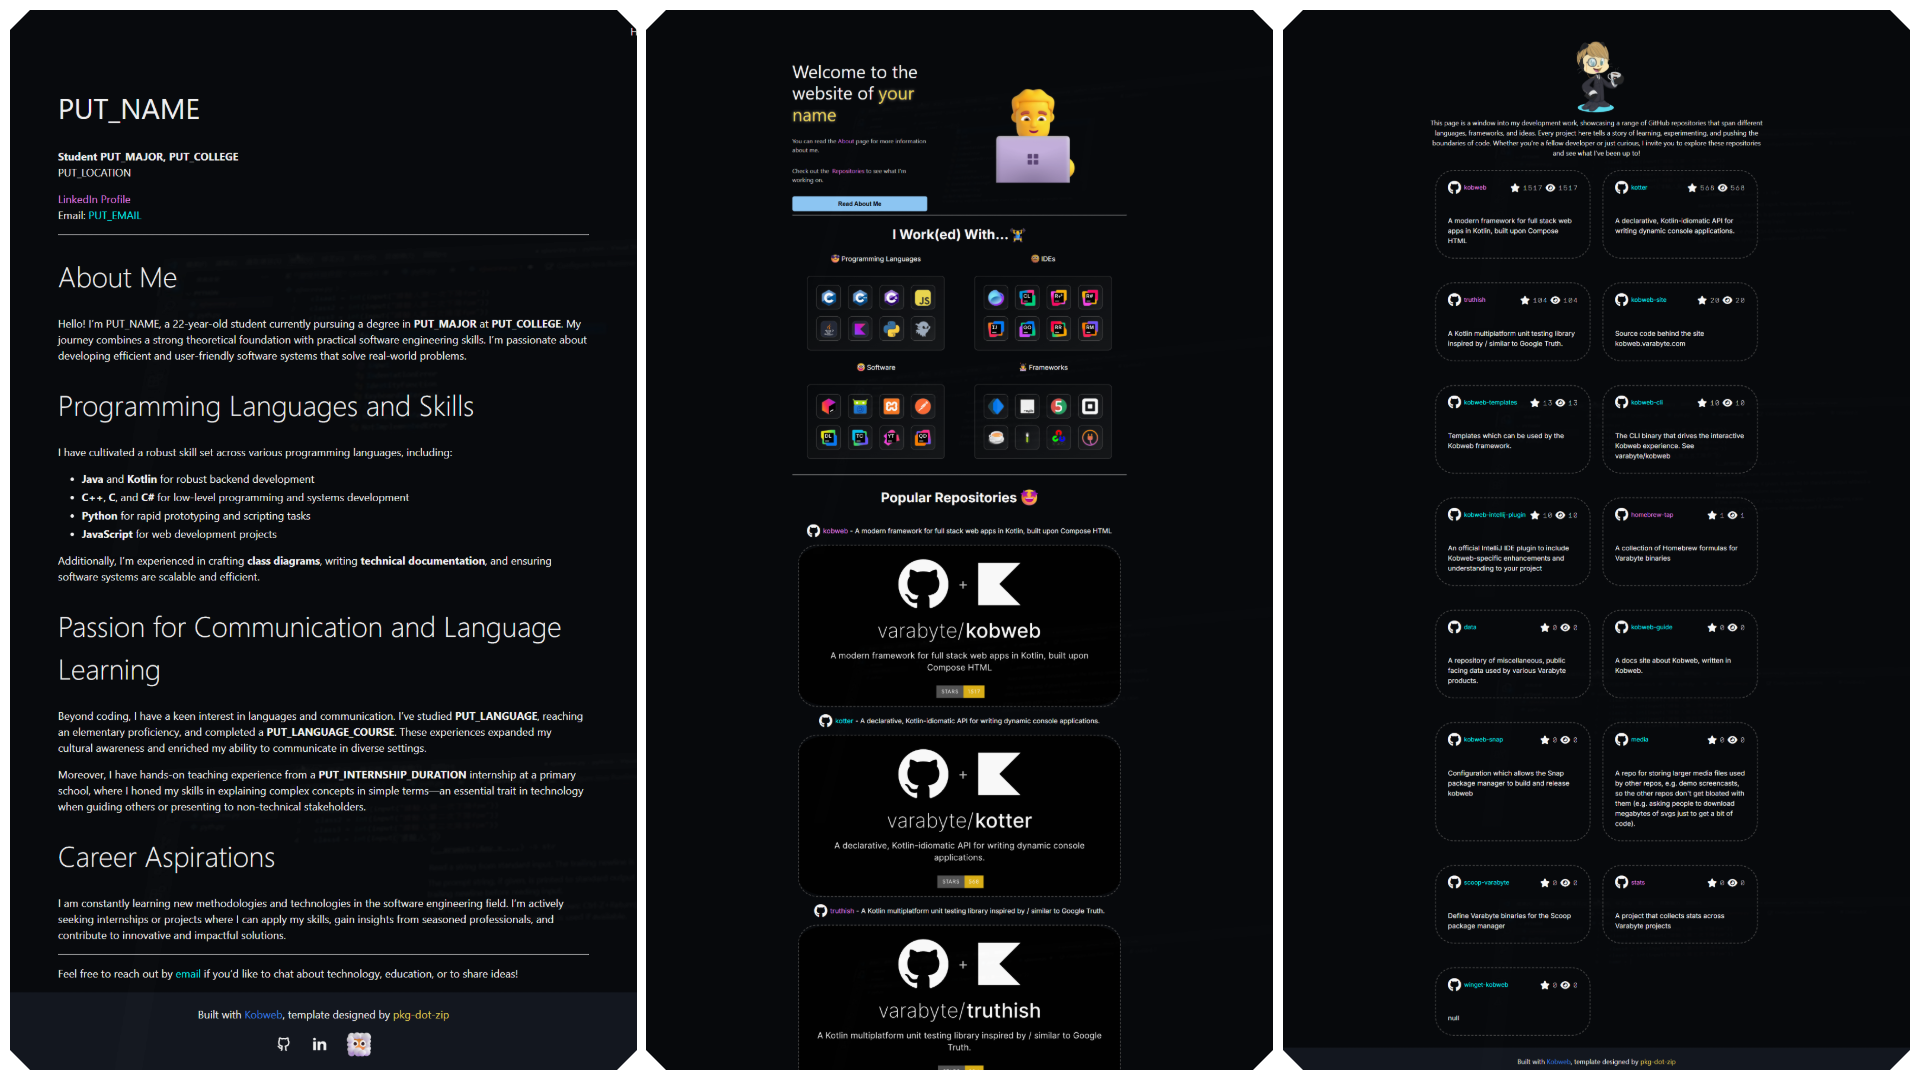 PUT_NAME
Student PUT_MAJOR, PUT_COLLEGE
PUT_LOCATION
LinkedIn Profile
Email: PUT_EMAIL
About Me
Hello! I'm PUT_NAME, a 22-year-old student currently pursuing a degree in PUT_MAJOR at PUT_COLLEGE. My
journey combines a strong theoretical foundation with practical software engineering skills. I'm passionate about
developing efficient and user-friendly software systems that solve real-world problems.
Programming Languages and Skills
I have cultivated a robust skill set across various programming languages, including:
• Java and Kotlin for robust backend development
• C++, C, and C# for low-level programming and systems development
• Python for rapid prototyping and scripting tasks
• JavaScript for web development projects
Additionally, I'm experienced in crafting class diagrams, writing technical documentation, and ensuring
software systems are scalable and efficient.
Passion for Communication and Language
Learning
Beyond coding, I have a keen interest in languages and communication. I've studied PUT_LANGUAGE, reaching
an elementary proficiency, and completed a PUT_LANGUAGE_COURSE. These experiences expanded my
cultural awareness and enriched my ability to communicate in diverse settings.
Moreover, I have hands-on teaching experience from a PUT_INTERNSHIP_DURATION internship at a primary
school, where I honed my skills in explaining complex concepts in simple terms—an essential trait in technology
when guiding others or presenting to non-technical stakeholders.
Career Aspirations
I am constantly learning new methodologies and technologies in the software engineering field. I'm actively
seeking internships or projects where I can apply my skills, gain insights from seasoned professionals, and
contribute to innovative and impactful solutions.
Feel free to reach out by email if you'd like to chat about technology, education, or to share ideas!
Built with Kobweb, template designed by pkg-dot-zip
in
Welcome to the
website of your
name
You can read the About page for more information
about me.
Check out the Repositories to see what I'm
working on.
Read About Me
I Work(ed) With...
Programming Languages
IDEs
Software
Frameworks
Popular Repositories
kobweb - A modern framework for full stack web apps in Kotlin, built upon Compose HTML
+
varabyte/kobweb
A modern framework for full stack web apps in Kotlin, built upon
Compose HTML
STARS 1517
kotter - A declarative, Kotlin-idiomatic API for writing dynamic console applications.
+
varabyte/kotter
A declarative, Kotlin-idiomatic API for writing dynamic console
applications.
STARS 568
truthish - A Kotlin multiplatform unit testing library inspired by / similar to Google Truth.
+
varabyte/truthish
A Kotlin multiplatform unit testing library inspired by / similar to Google
Truth.
This page is a window into my development work, showcasing a range of GitHub repositories that span different
languages, frameworks, and ideas. Every project here tells a story of learning, experimenting, and pushing the
boundaries of code. Whether you're a fellow developer or just curious, I invite you to explore these repositories
and see what I've been up to!
kobweb 1517 1517
A modern framework for full stack web
apps in Kotlin, built upon Compose
HTML
kotter 568 568
A declarative, Kotlin-idiomatic API for
writing dynamic console applications.
truthish 104 104
A Kotlin multiplatform unit testing library
inspired by / similar to Google Truth.
kobweb-site 20 20
Source code behind the site
kobweb.varabyte.com
kobweb-templates 13 13
Templates which can be used by the
Kobweb framework.
kobweb-cli 10 10
The CLI binary that drives the interactive
Kobweb experience. See
varabyte/kobweb
kobweb-intellij-plugin 10 10
An official IntelliJ IDE plugin to include
Kobweb-specific enhancements and
understanding to your project
homebrew-tap 1 1
A collection of Homebrew formulas for
Varabyte binaries
data 0 0
A repository of miscellaneous, public
facing data used by various Varabyte
products.
kobweb-guide 0 0
A docs site about Kobweb, written in
Kobweb.
kobweb-snap 0 0
Configuration which allows the Snap
package manager to build and release
kobweb
media 0 0
A repo for storing larger media files used
by other repos, e.g. demo screencasts,
so the other repos don't get bloated with
them (e.g. asking people to download
megabytes of svgs just to get a bit of
code).
scoop-varabyte 0 0
Define Varabyte binaries for the Scoop
package manager
stats 0 0
A project that collects stats across
Varabyte projects
winget-kobweb 0 0
null
Built with Kobweb, template designed by pkg-dot-zip